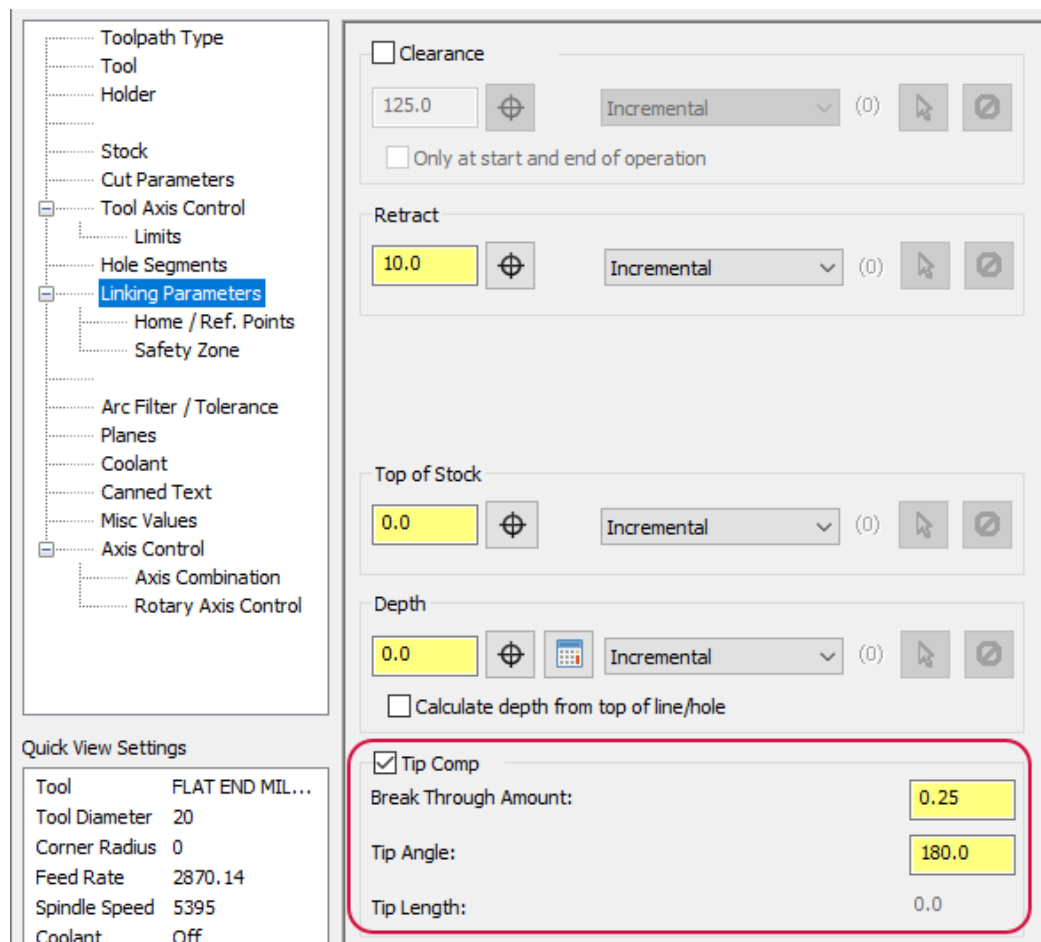 Toolpath Type
Tool
Holder
Stock
Cut Parameters
Tool Axis Control
Limits
Hole Segments
Linking Parameters
Home / Ref. Points
Safety Zone
Arc Filter / Tolerance
Planes
Coolant
Canned Text
Misc Values
Axis Control
Axis Combination
Rotary Axis Control
Quick View Settings
Tool FLAT END MIL...
Tool Diameter 20
Corner Radius 0
Feed Rate 2870.14
Spindle Speed 5395
Coolant Off
Clearance
125.0 Incremental (0)
Only at start and end of operation
Retract
10.0 Incremental (0)
Top of Stock
0.0 Incremental (0)
Depth
0.0 Incremental (0)
Calculate depth from top of line/hole
Tip Comp
Break Through Amount: 0.25
Tip Angle: 180.0
Tip Length: 0.0